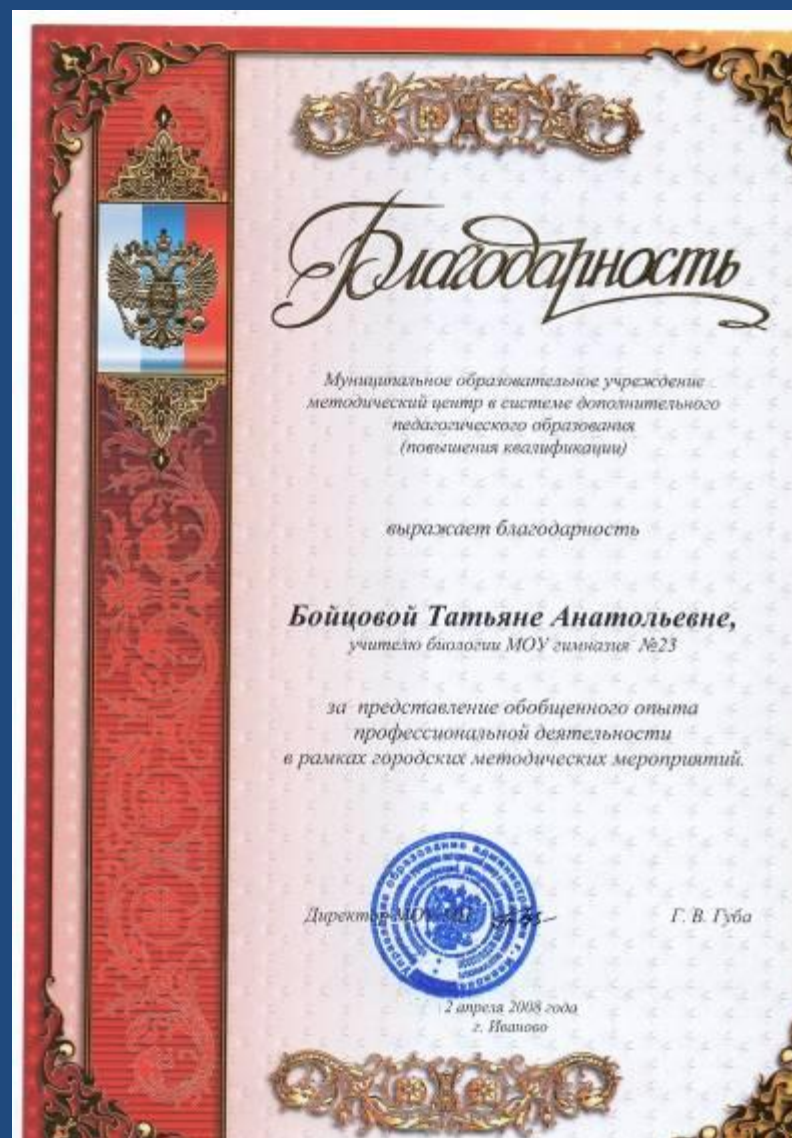 Благодарность
Муниципальное образовательное учреждение
методический центр в системе дополнительного
педагогического образования
(повышения квалификации)
выражает благодарность
Бойцовой Татьяне Анатольевне,
учителю биологии МОУ гимназия №23
за представление обобщенного опыта
профессиональной деятельности
в рамках городских методических мероприятий.
Директор МОУ Г. В. Губа
2 апреля 2008 года
г. Иваново